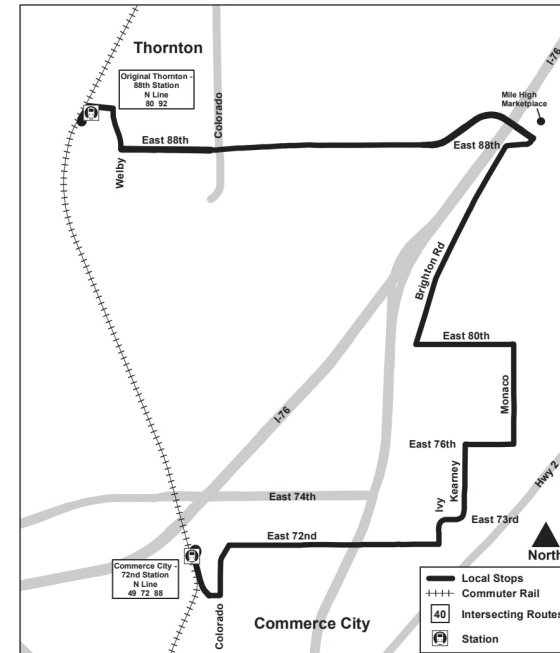 Thornton
Original Thornton -
88th Station
N Line
80 92
Colorado
I-76
Mile High
Marketplace
East 88th
East 88th
Welby
Brighton Rd
East 80th
Monaco
I-76
East 76th
Kearney
Ivy
Hwy 2
East 74th
East 73rd
East 72nd
North
Commerce City -
72nd Station
N Line
49 72 88
Colorado
Commerce City
Local Stops
Commuter Rail
40 Intersecting Routes
Station